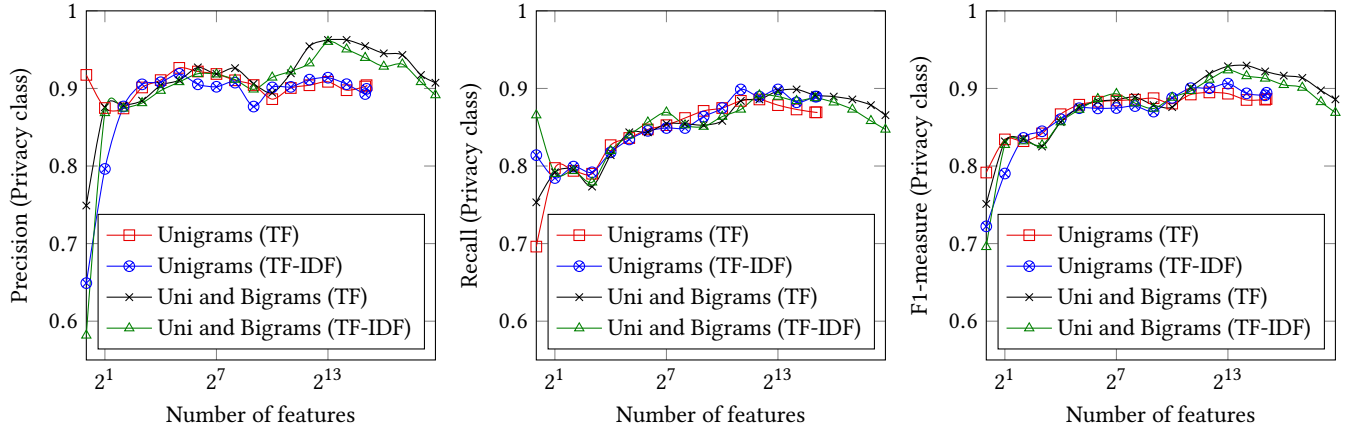 Precision (Privacy class)
1
0.9
0.8
0.7
0.6
Unigrams (TF)
Unigrams (TF-IDF)
Uni and Bigrams (TF)
Uni and Bigrams (TF-IDF)
2^1
2^7
2^13
Number of features
Recall (Privacy class)
1
0.9
0.8
0.7
0.6
Unigrams (TF)
Unigrams (TF-IDF)
Uni and Bigrams (TF)
Uni and Bigrams (TF-IDF)
2^1
2^7
2^13
Number of features
F1-measure (Privacy class)
1
0.9
0.8
0.7
0.6
Unigrams (TF)
Unigrams (TF-IDF)
Uni and Bigrams (TF)
Uni and Bigrams (TF-IDF)
2^1
2^7
2^13
Number of features